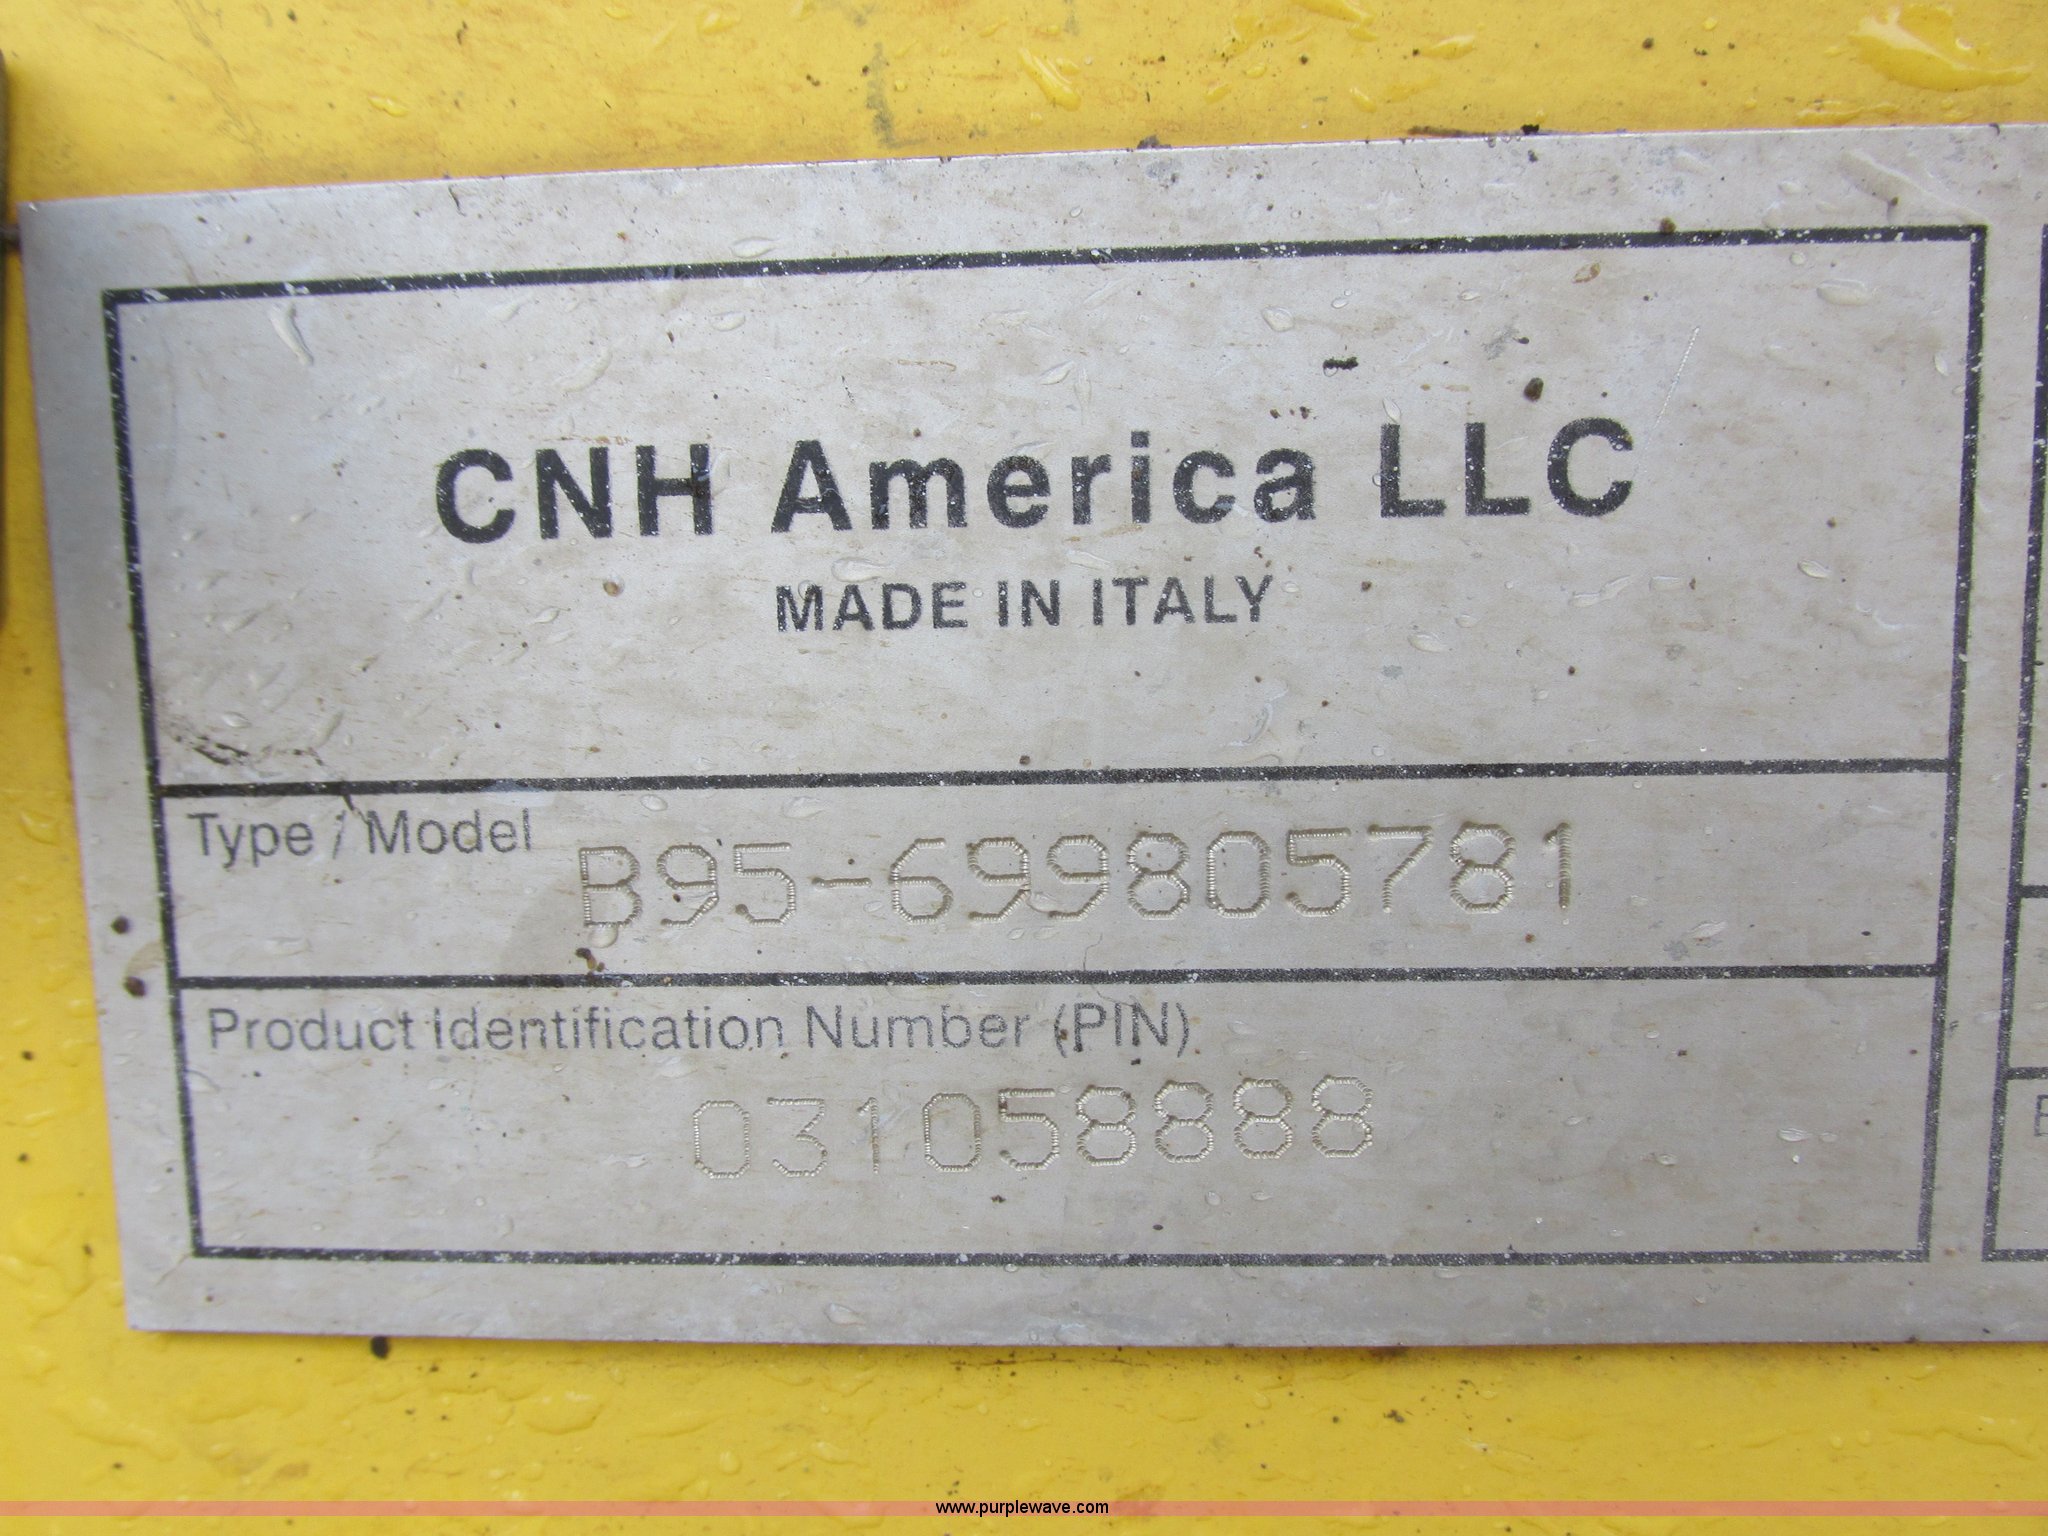 CNH America LLC
MADE IN ITALY
Type / Model B95-699805781
Product Identification Number (PIN)
031058888
www.purplewave.com